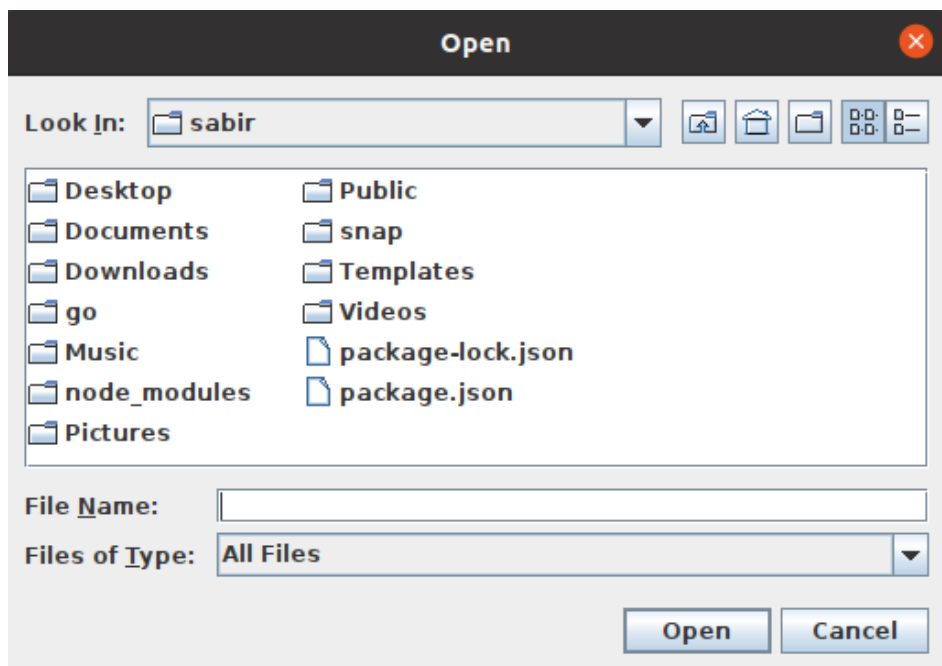 Open
Look In: sabir
Desktop
Documents
Downloads
go
Music
node_modules
Pictures
Public
snap
Templates
Videos
package-lock.json
package.json
File Name:
Files of Type: All Files
Open Cancel